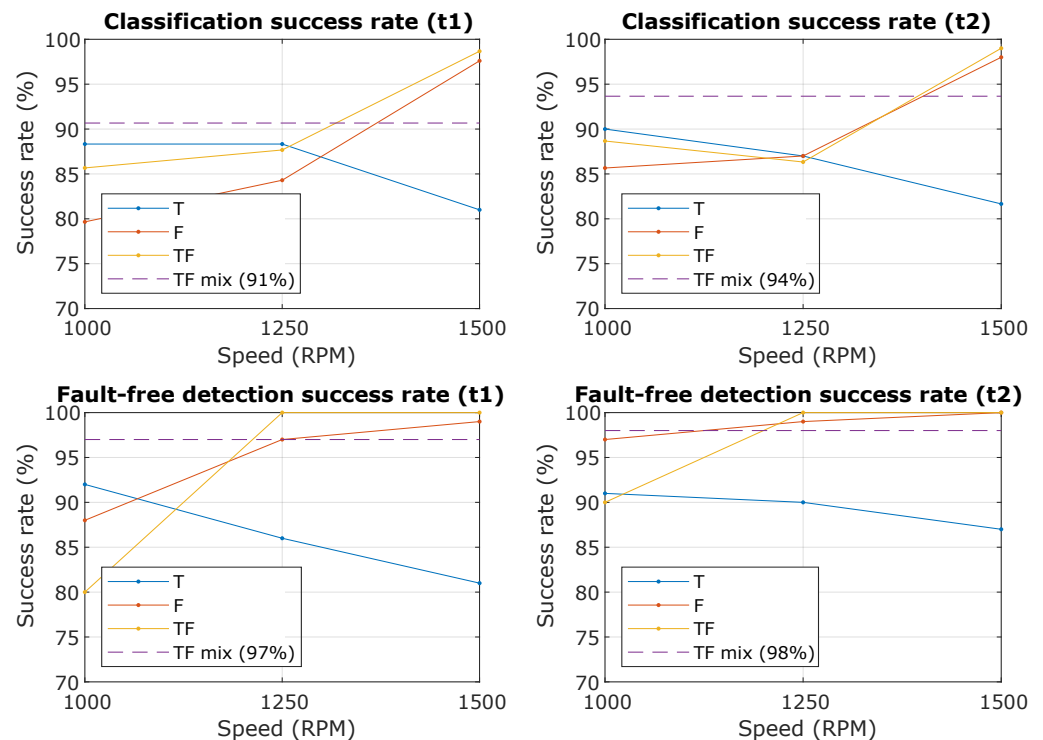 Classification success rate (t1)
Success rate (%)
100
95
90
85
80
75
70
T
F
TF
TF mix (91%)
1000
1250
1500
Speed (RPM)
Classification success rate (t2)
Success rate (%)
100
95
90
85
80
75
70
T
F
TF
TF mix (94%)
1000
1250
1500
Speed (RPM)
Fault-free detection success rate (t1)
Success rate (%)
100
95
90
85
80
75
70
T
F
TF
TF mix (97%)
1000
1250
1500
Speed (RPM)
Fault-free detection success rate (t2)
Success rate (%)
100
95
90
85
80
75
70
T
F
TF
TF mix (98%)
1000
1250
1500
Speed (RPM)